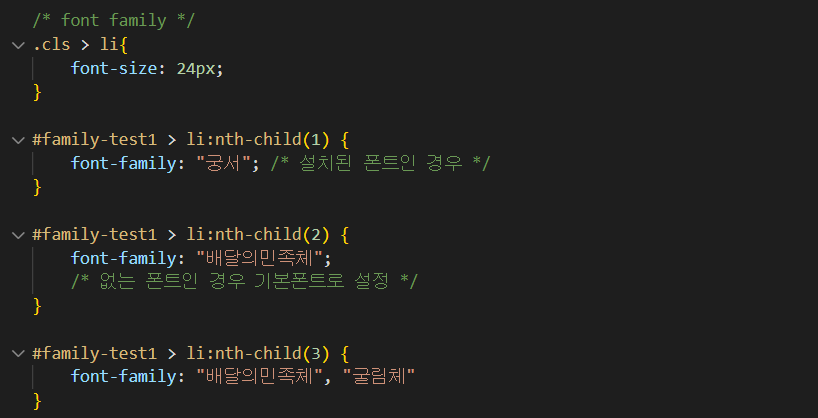 /* font family */
.cls > li{
font-size: 24px;
}
#family-test1 > li:nth-child(1) {
font-family: "궁서"; /* 설치된 폰트인 경우 */
}
#family-test1 > li:nth-child(2) {
font-family: "배달의민족체";
/* 없는 폰트인 경우 기본폰트로 설정 */
}
#family-test1 > li:nth-child(3) {
font-family: "배달의민족체", "굴림체"
}